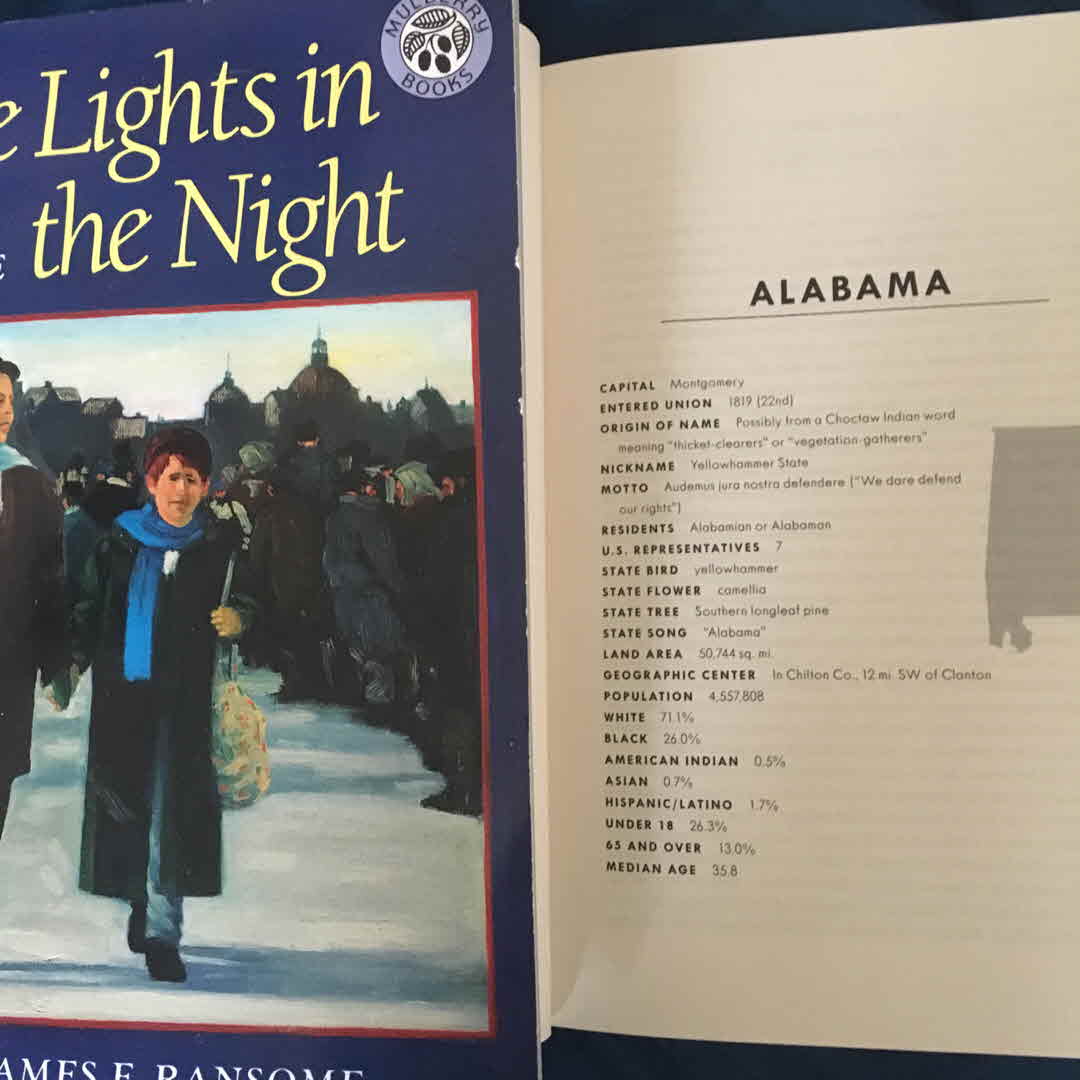 MULBERRY
BOOKS
e Lights in
the Night
E
AMES E. RANSOME
ALABAMA
CAPITAL Montgomery
ENTERED UNION 1819 (22nd)
ORIGIN OF NAME Possibly from a Choctaw Indian word
meaning "thicket-clearers" or "vegetation-gatherers"
NICKNAME Yellowhammer State
MOTTO Audemus jura nostra defendere ("We dare defend
our rights")
RESIDENTS Alabamian or Alabaman
U.S. REPRESENTATIVES 7
STATE BIRD yellowhammer
STATE FLOWER camellia
STATE TREE Southern longleaf pine
STATE SONG "Alabama"
LAND AREA 50,744 sq. mi.
GEOGRAPHIC CENTER In Chilton Co., 12 mi. SW of Clanton
POPULATION 4,557,808
WHITE 71.1%
BLACK 26.0%
AMERICAN INDIAN 0.5%
ASIAN 0.7%
HISPANIC/LATINO 1.7%
UNDER 18 26.3%
65 AND OVER 13.0%
MEDIAN AGE 35.8